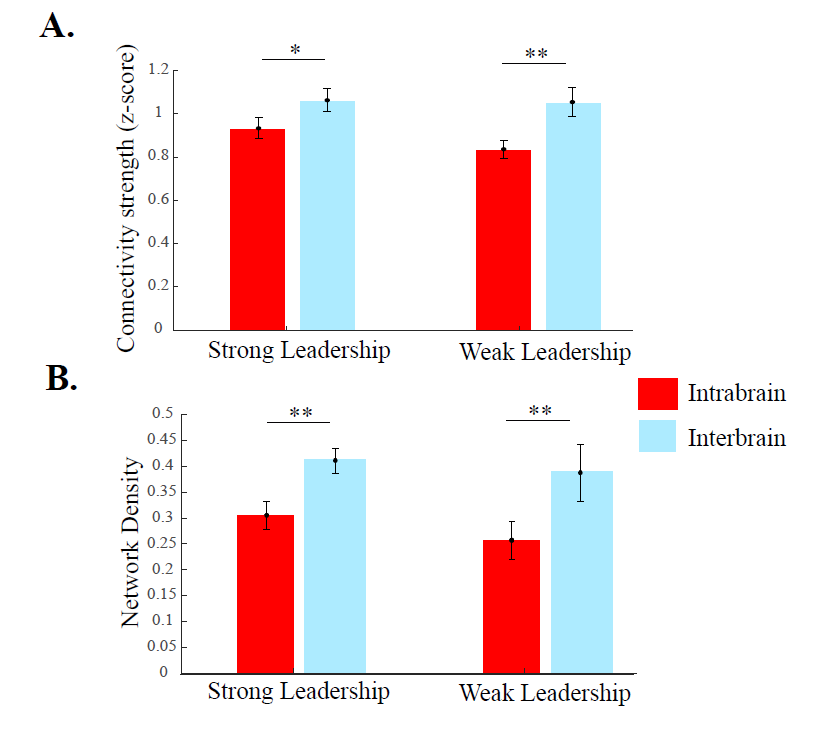 A.
Connectivity strength (z-score)
* **
1.2
1
0.8
0.6
0.4
0.2
0
Strong Leadership Weak Leadership
B.
Intrabrain
Interbrain
Network Density
** **
0.5
0.45
0.4
0.35
0.3
0.25
0.2
0.15
0.1
0.05
0
Strong Leadership Weak Leadership